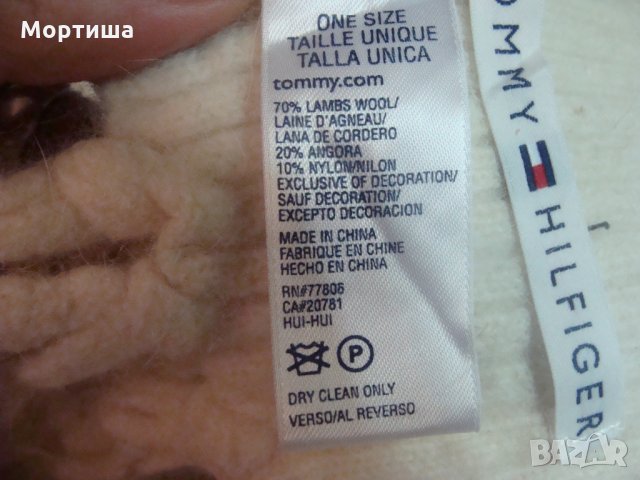 Мортиша
ONE SIZE
TAILLE UNIQUE
TALLA UNICA
tommy.com
70% LAMBS WOOL/
LAINE D'AGNEAU/
LANA DE CORDERO
20% ANGORA
10% NYLON/NILON
EXCLUSIVE OF DECORATION/
SAUF DECORATION/
EXCEPTO DECORACION
MADE IN CHINA
FABRIQUE EN CHINE
HECHO EN CHINA
RN#77806
CA#20781
HUI-HUI
P
DRY CLEAN ONLY
VERSO/AL REVERSO
OMMY HILFIGER
BAZAR